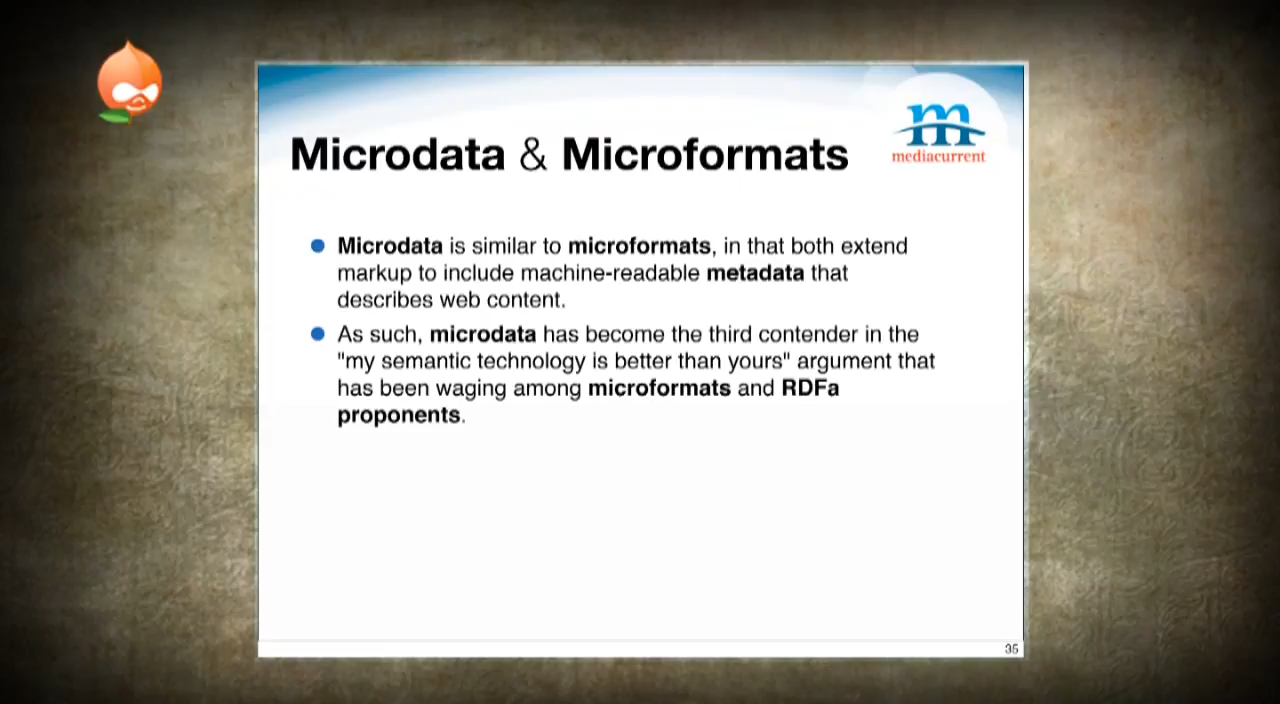 m
mediacurrent
Microdata & Microformats
Microdata is similar to microformats, in that both extend
markup to include machine-readable metadata that
describes web content.
As such, microdata has become the third contender in the
"my semantic technology is better than yours" argument that
has been waging among microformats and RDFa
proponents.
35